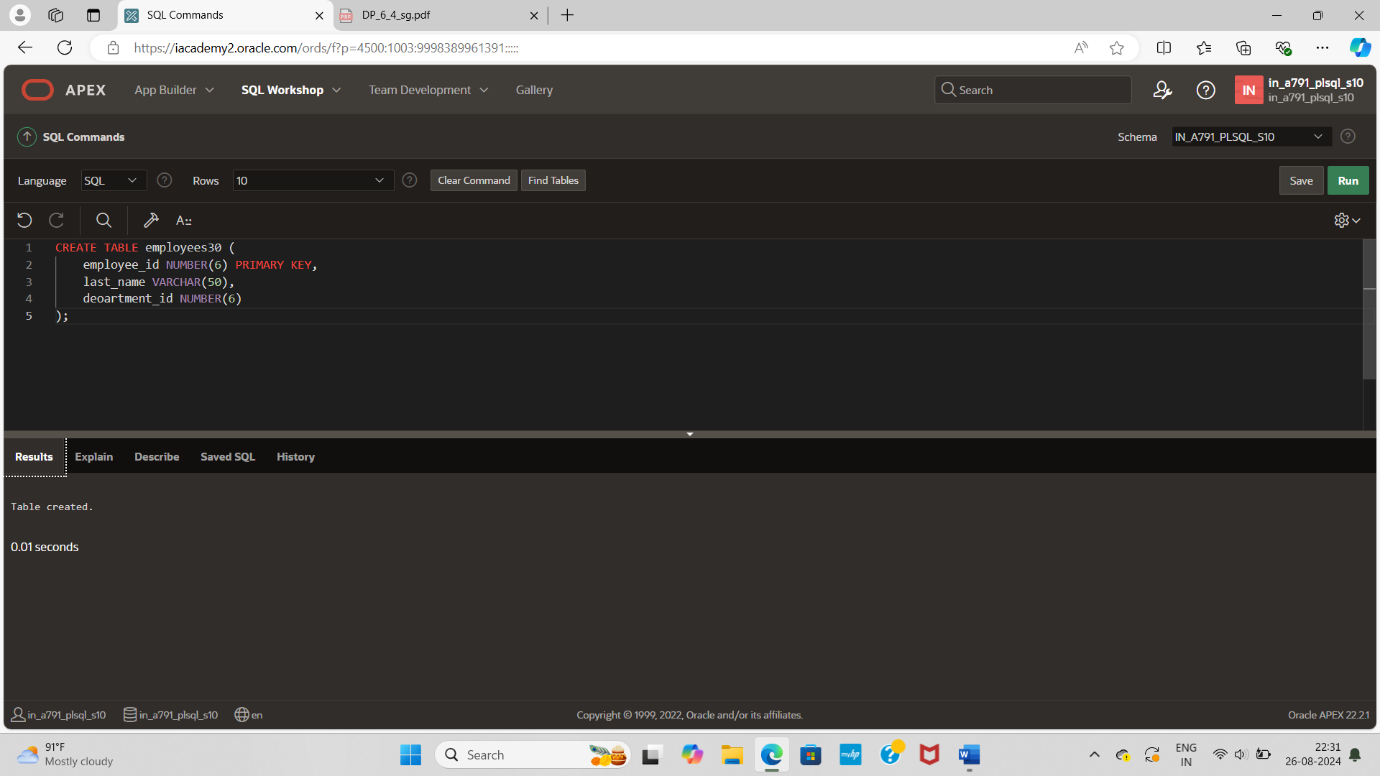 SQL Commands
DP_6_4_sg.pdf
https://iacademy2.oracle.com/ords/f?p=4500:1003:9998389961391:::::
APEX App Builder SQL Workshop Team Development Gallery Search IN in_a791_plsql_s10
in_a791_plsql_s10
SQL Commands Schema IN_A791_PLSQL_S10
Language SQL Rows 10 Clear Command Find Tables Save Run
1 CREATE TABLE employees30 (
2 employee_id NUMBER(6) PRIMARY KEY,
3 last_name VARCHAR(50),
4 deoartment_id NUMBER(6)
5 );
Results Explain Describe Saved SQL History
Table created.
0.01 seconds
in_a791_plsql_s10 in_a791_plsql_s10 en Copyright © 1999, 2022, Oracle and/or its affiliates. Oracle APEX 22.2.1
91°F
Mostly cloudy
Search
ENG
IN
22:31
26-08-2024